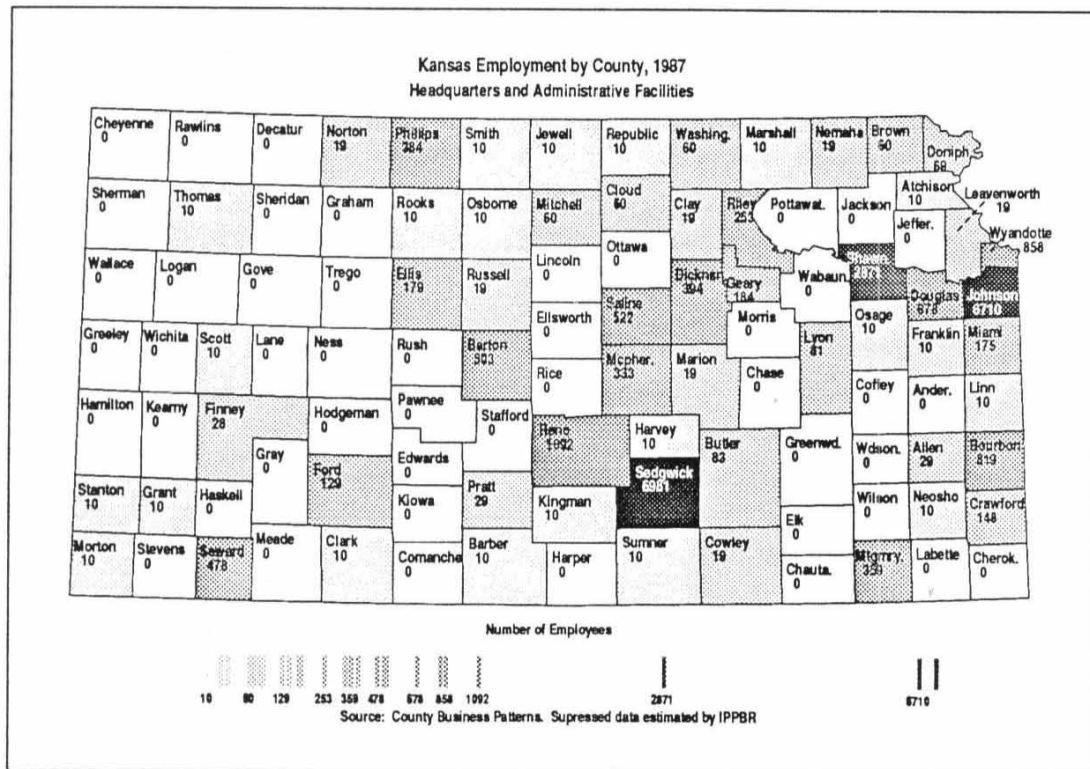 Kansas Employment by County, 1987
Headquarters and Administrative Facilities
Cheyenne 0
Rawlins 0
Decatur 0
Norton 19
Phillips 384
Smith 10
Jewell 10
Republic 10
Washing. 60
Marshall 10
Nemaha 19
Brown 60
Doniph.
Sherman 0
Thomas 10
Sheridan 0
Graham 0
Rooks 10
Osborne 10
Mitchell 60
Cloud 60
Clay 19
Riley 253
Pottawat. 0
Jackson 0
Atchison 10
Leavenworth 19
Jeffer. 0
Wyandotte 858
Wallace 0
Logan 0
Gove 0
Trego 0
Ellis 179
Russell 19
Lincoln 0
Ottawa 0
Dicknsn 394
Geary 184
Wabaun. 0
Shawn. 2871
Douglas 678
Johnson 6710
Saline 522
Ellsworth 0
Morris 0
Osage 10
Franklin 10
Miami 175
Greeley 0
Wichita 0
Scott 10
Lane 0
Ness 0
Rush 0
Barton
Rice 0
Mcpher. 333
Marion 19
Chase 0
Lyon 81
Coffey 0
Ander. 0
Linn 10
Hamilton 0
Kearny 0
Finney 28
Hodgeman 0
Pawnee 0
Stafford 0
Reno 1092
Harvey 10
Butler 83
Greenwd. 0
Wdson. 0
Allen 29
Bourbon 819
Gray 0
Ford 129
Edwards 0
Sedgwick 6981
Stanton 10
Grant 10
Haskell 0
Kiowa 0
Pratt 29
Kingman 10
Elk 0
Wilson 0
Neosho 10
Crawford 148
Morton 10
Stevens 0
Seward 478
Meade 0
Clark 10
Comanche 0
Barber 10
Harper 0
Sumner 10
Cowley 19
Chauta. 0
Mtgmry. 359
Labette 0
Cherok. 0
Number of Employees
10 60 129 253 359 478 678 858 1092 2871 6710
Source: County Business Patterns. Supressed data estimated by IPPBR